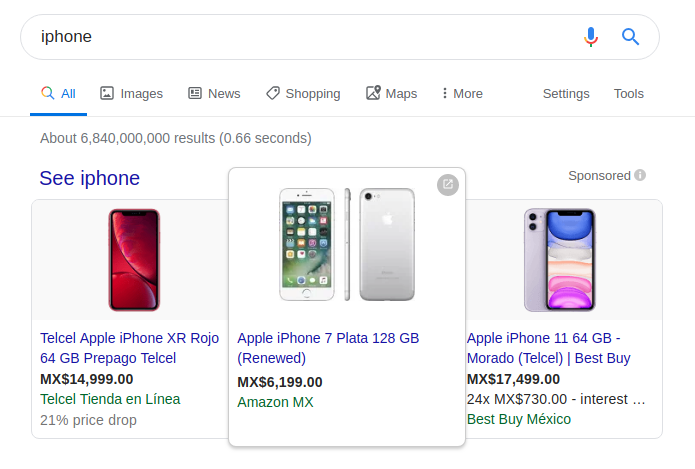 iphone
All Images News Shopping Maps More Settings Tools
About 6,840,000,000 results (0.66 seconds)
See iphone
Sponsored
Telcel Apple iPhone XR Rojo
64 GB Prepago Telcel
MX$14,999.00
Telcel Tienda en Línea
21% price drop
Apple iPhone 7 Plata 128 GB
(Renewed)
MX$6,199.00
Amazon MX
Apple iPhone 11 64 GB -
Morado (Telcel) | Best Buy
MX$17,499.00
24x MX$730.00 - interest …
Best Buy México